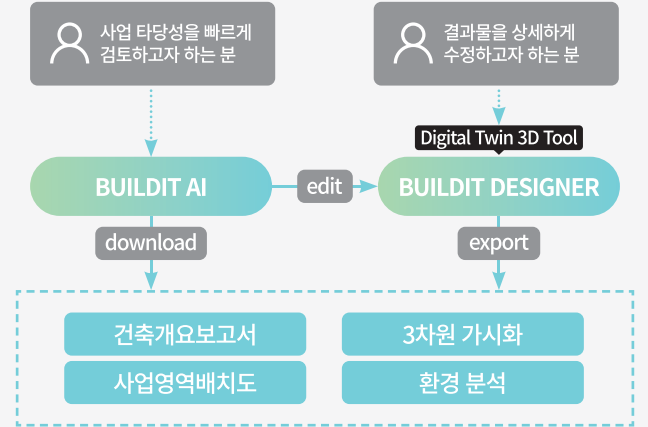 사업 타당성을 빠르게
검토하고자 하는 분
결과물을 상세하게
수정하고자 하는 분
Digital Twin 3D Tool
BUILDIT AI
edit
BUILDIT DESIGNER
download
export
건축개요보고서
3차원 가시화
사업영역배치도
환경 분석